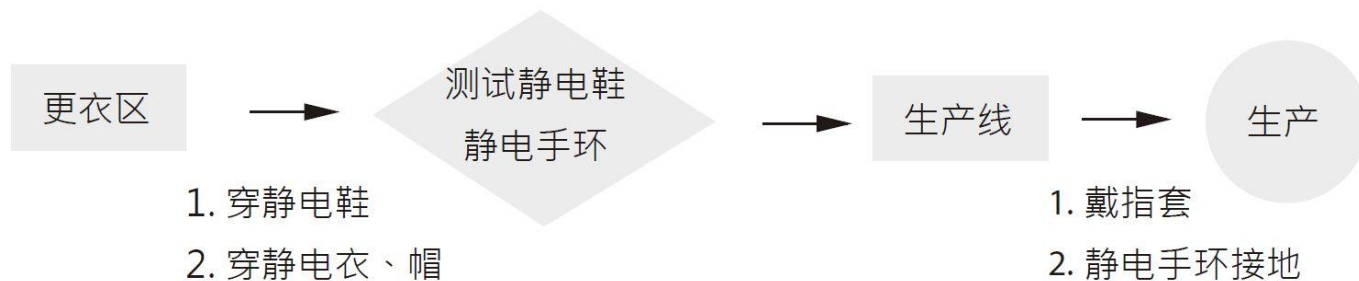 更衣区
测试静电鞋
静电手环
生产线
生产
1. 穿静电鞋
2. 穿静电衣、帽
1. 戴指套
2. 静电手环接地